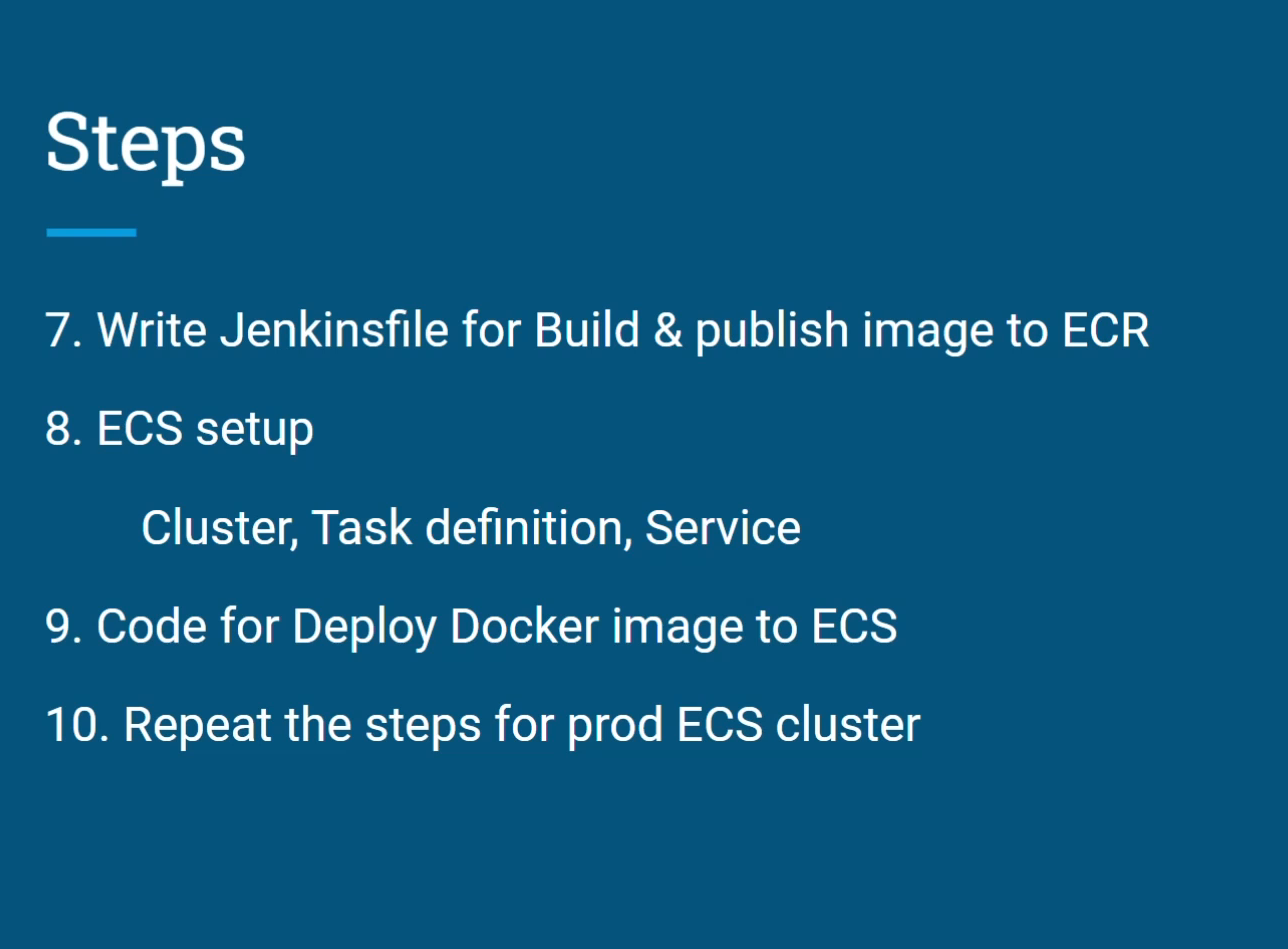 Steps
7. Write Jenkinsfile for Build & publish image to ECR
8. ECS setup
Cluster, Task definition, Service
9. Code for Deploy Docker image to ECS
10. Repeat the steps for prod ECS cluster